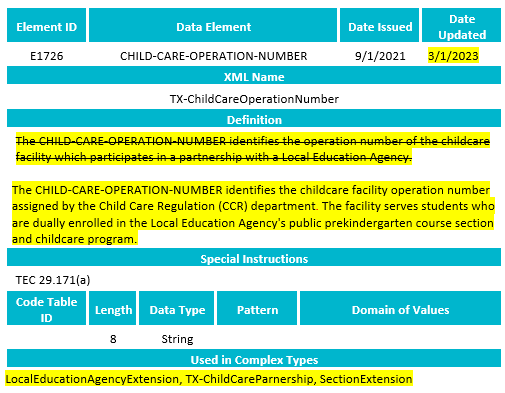 Element ID Data Element Date Issued Date Updated
E1726 CHILD-CARE-OPERATION-NUMBER 9/1/2021 3/1/2023
XML Name
TX-ChildCareOperationNumber
Definition
The CHILD-CARE-OPERATION-NUMBER identifies the operation number of the childcare
facility which participates in a partnership with a Local Education Agency.
The CHILD-CARE-OPERATION-NUMBER identifies the childcare facility operation number
assigned by the Child Care Regulation (CCR) department. The facility serves students who
are dually enrolled in the Local Education Agency's public prekindergarten course section
and childcare program.
Special Instructions
TEC 29.171(a)
Code Table ID Length Data Type Pattern Domain of Values
8 String
Used in Complex Types
LocalEducationAgencyExtension, TX-ChildCareParnership, SectionExtension